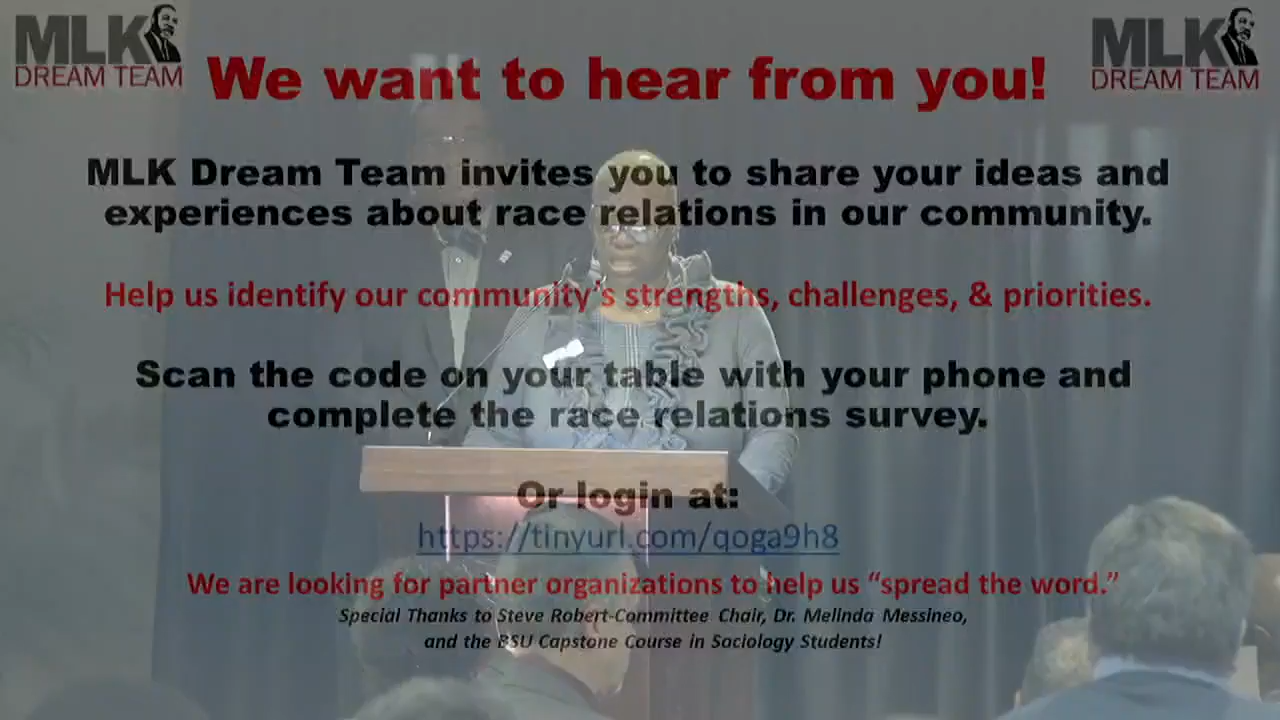 MLK
DREAM TEAM
MLK
DREAM TEAM
We want to hear from you!
MLK Dream Team invites you to share your ideas and
experiences about race relations in our community.
Help us identify our community's strengths, challenges, & priorities.
Scan the code on your table with your phone and
complete the race relations survey.
Or login at:
https://tinyurl.com/qoga9h8
We are looking for partner organizations to help us “spread the word.”
Special Thanks to Steve Robert-Committee Chair, Dr. Melinda Messineo,
and the BSU Capstone Course in Sociology Students!